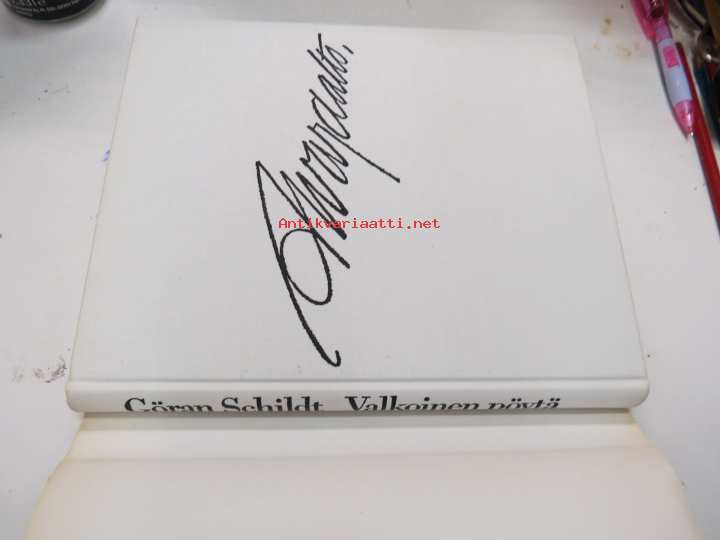 Alvar Aalto,
Antikvariaatti.net
Göran Schildt Valkoinen pöytä